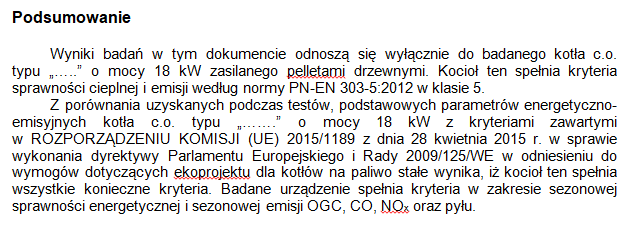 Podsumowanie
Wyniki badań w tym dokumencie odnoszą się wyłącznie do badanego kotła c.o.
typu „…..” o mocy 18 kW zasilanego pelletami drzewnymi. Kocioł ten spełnia kryteria
sprawności cieplnej i emisji według normy PN-EN 303-5:2012 w klasie 5.
Z porównania uzyskanych podczas testów, podstawowych parametrów energetyczno-
emisyjnych kotła c.o. typu „…….” o mocy 18 kW z kryteriami zawartymi
w ROZPORZĄDZENIU KOMISJI (UE) 2015/1189 z dnia 28 kwietnia 2015 r. w sprawie
wykonania dyrektywy Parlamentu Europejskiego i Rady 2009/125/WE w odniesieniu do
wymogów dotyczących ekoprojektu dla kotłów na paliwo stałe wynika, iż kocioł ten spełnia
wszystkie konieczne kryteria. Badane urządzenie spełnia kryteria w zakresie sezonowej
sprawności energetycznej i sezonowej emisji OGC, CO, NOx oraz pyłu.